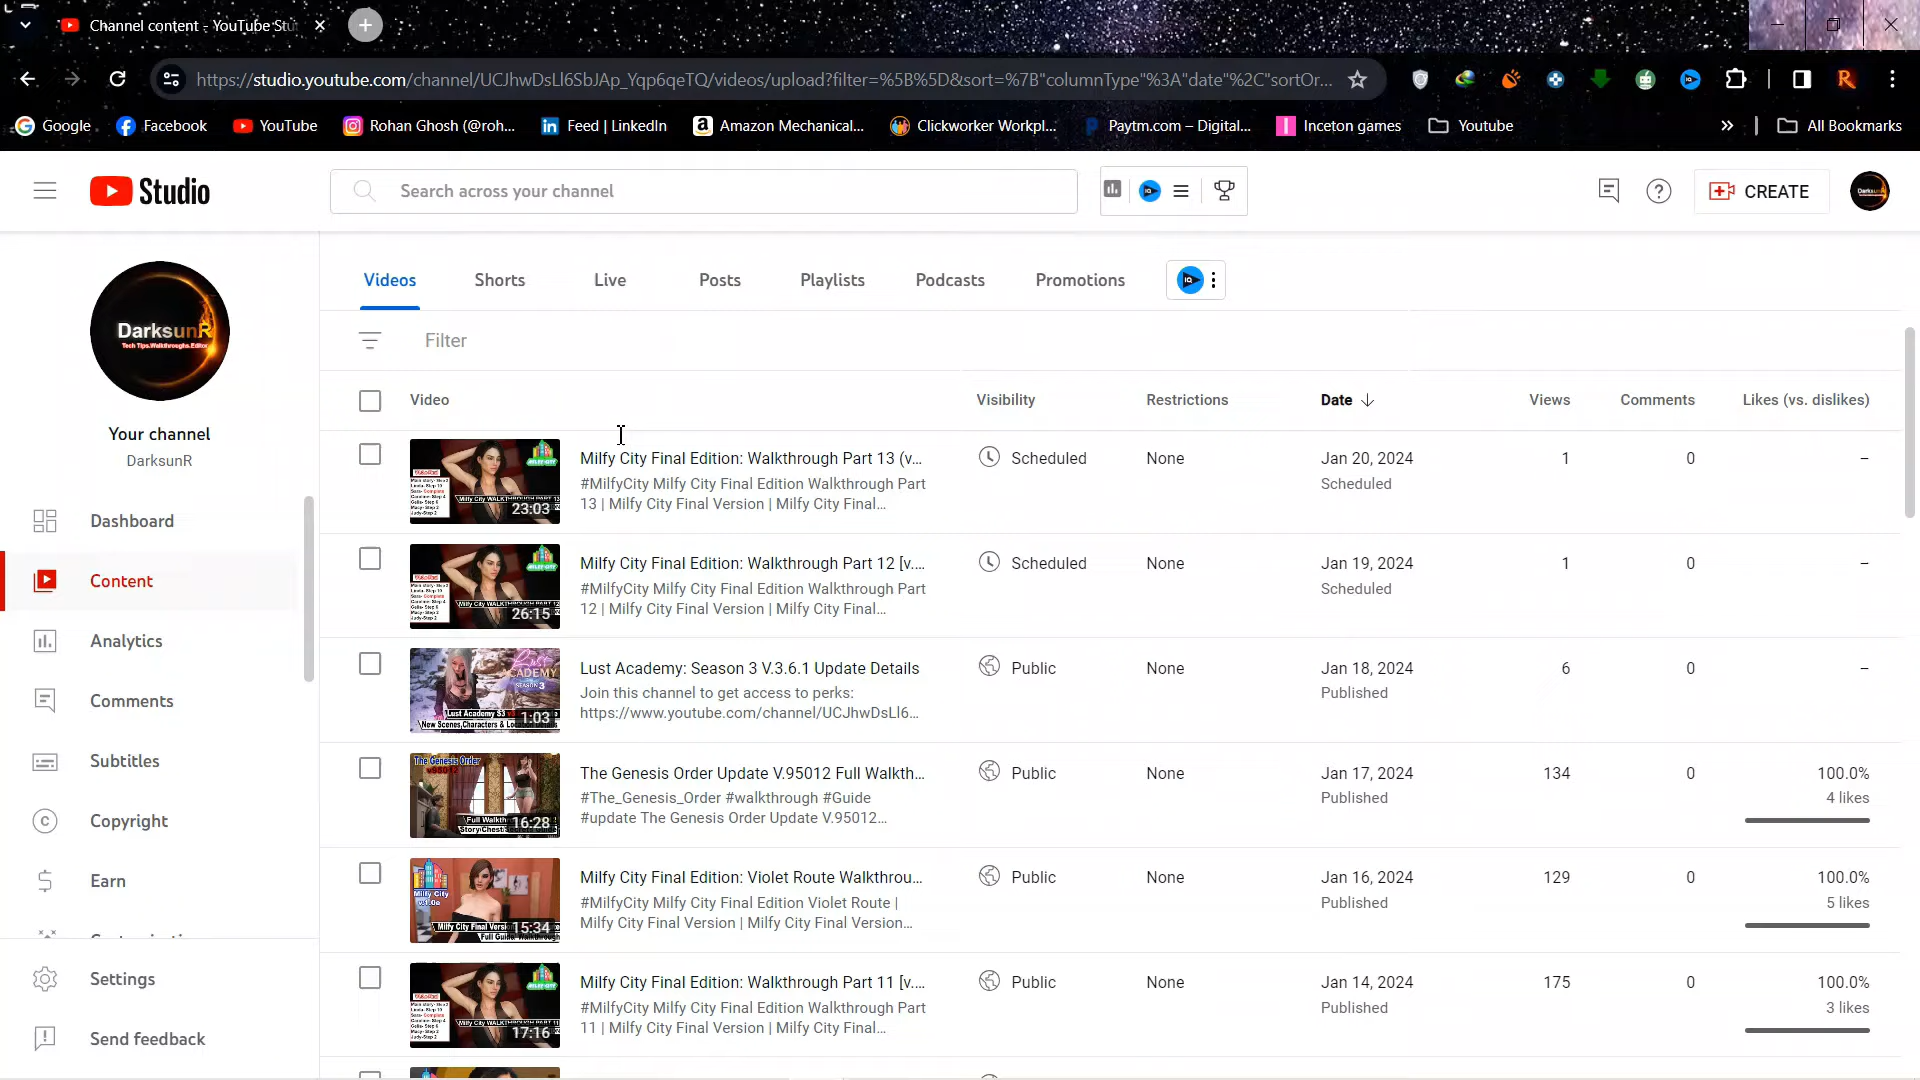 Channel content - YouTube Stu
https://studio.youtube.com/channel/UCJhwDsLl6SbJAp_Yqp6qeTQ/videos/upload?filter=%5B%5D&sort=%7B"columnType"%3A"date"%2C"sortOr...
Google Facebook YouTube Rohan Ghosh (@roh... Feed | LinkedIn Amazon Mechanical... Clickworker Workpl... Paytm.com – Digital... Inceton games Youtube All Bookmarks
Studio
Search across your channel
CREATE
DarksunR
Tech Tips.Walkthroughs.Editor
Your channel
DarksunR
Dashboard
Content
Analytics
Comments
Subtitles
Copyright
Earn
Settings
Send feedback
Videos Shorts Live Posts Playlists Podcasts Promotions
Filter
Video Visibility Restrictions Date Views Comments Likes (vs. dislikes)
23:03
Milfy City Final Edition: Walkthrough Part 13 (v... Scheduled None Jan 20, 2024 1 0 –
#MilfyCity Milfy City Final Edition Walkthrough Part Scheduled
13 | Milfy City Final Version | Milfy City Final...
26:15
Milfy City Final Edition: Walkthrough Part 12 [v.... Scheduled None Jan 19, 2024 1 0 –
#MilfyCity Milfy City Final Edition Walkthrough Part Scheduled
12 | Milfy City Final Version | Milfy City Final...
1:03
Lust Academy: Season 3 V.3.6.1 Update Details Public None Jan 18, 2024 6 0 –
Join this channel to get access to perks: Published
https://www.youtube.com/channel/UCJhwDsLl6...
The Genesis Order
16:28
The Genesis Order Update V.95012 Full Walkth... Public None Jan 17, 2024 134 0 100.0%
#The_Genesis_Order #walkthrough #Guide Published 4 likes
#update The Genesis Order Update V.95012...
Milfy City
15:34
Milfy City Final Edition: Violet Route Walkthrou... Public None Jan 16, 2024 129 0 100.0%
#MilfyCity Milfy City Final Edition Violet Route | Published 5 likes
Milfy City Final Version | Milfy City Final Version...
17:16
Milfy City Final Edition: Walkthrough Part 11 [v.... Public None Jan 14, 2024 175 0 100.0%
#MilfyCity Milfy City Final Edition Walkthrough Part Published 3 likes
11 | Milfy City Final Version | Milfy City Final...